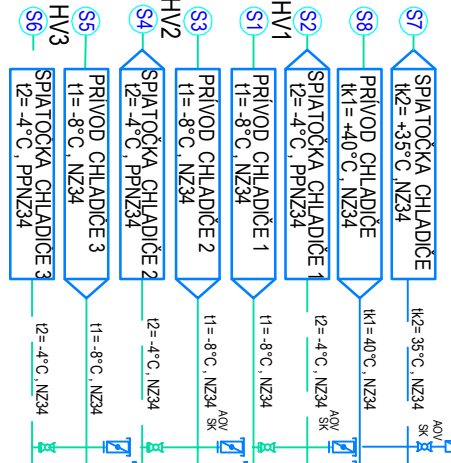 S6
S5
S4
S3
S1
S2
S8
S7
HV3
HV2
HV1
SPIATOČKA CHLADIČE 3
t2= -4°C , PPNZ34
PRÍVOD CHLADIČE 3
t1= -8°C , NZ34
SPIATOČKA CHLADIČE 2
t2= -4°C , PPNZ34
PRÍVOD CHLADIČE 2
t1= -8°C , NZ34
PRÍVOD CHLADIČE 1
t1= -8°C , NZ34
SPIATOČKA CHLADIČE 1
t2= -4°C , PPNZ34
PRÍVOD CHLADIČE
tk1= +40°C , NZ34
SPIATOČKA CHLADIČE
tk2= +35°C , NZ34
t2= -4°C , NZ34
t1= -8°C , NZ34
t2= -4°C , NZ34
t1= -8°C , NZ34
t1= -8°C , NZ34
t2= -4°C , NZ34
tk1= 40°C , NZ34
tk2= 35°C , NZ34
AOV
SK
AOV
SK
AOV
SK